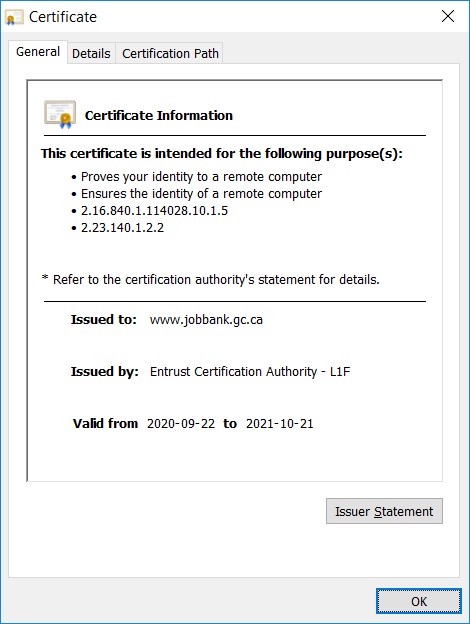 Certificate
General Details Certification Path
Certificate Information
This certificate is intended for the following purpose(s):
• Proves your identity to a remote computer
• Ensures the identity of a remote computer
• 2.16.840.1.114028.10.1.5
• 2.23.140.1.2.2
* Refer to the certification authority's statement for details.
Issued to: www.jobbank.gc.ca
Issued by: Entrust Certification Authority - L1F
Valid from 2020-09-22 to 2021-10-21
Issuer Statement
OK